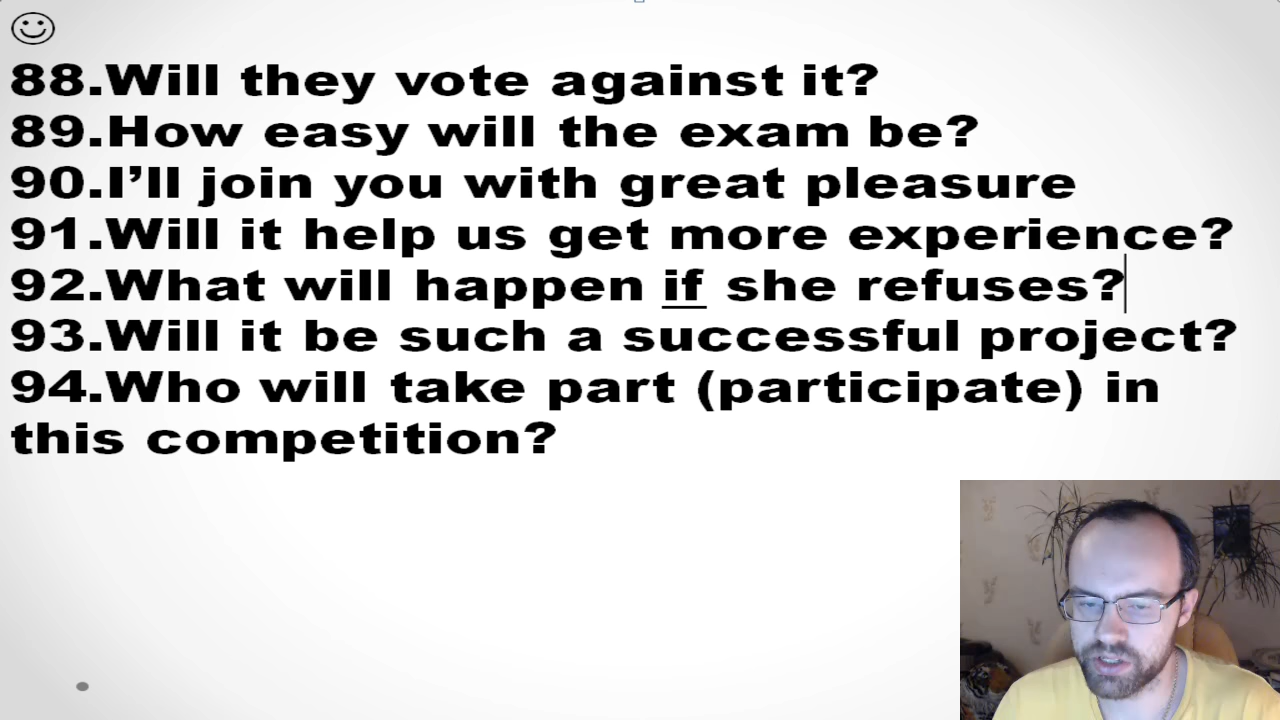 88.Will they vote against it?
89.How easy will the exam be?
90.I’ll join you with great pleasure
91.Will it help us get more experience?
92.What will happen if she refuses?
93.Will it be such a successful project?
94.Who will take part (participate) in
this competition?